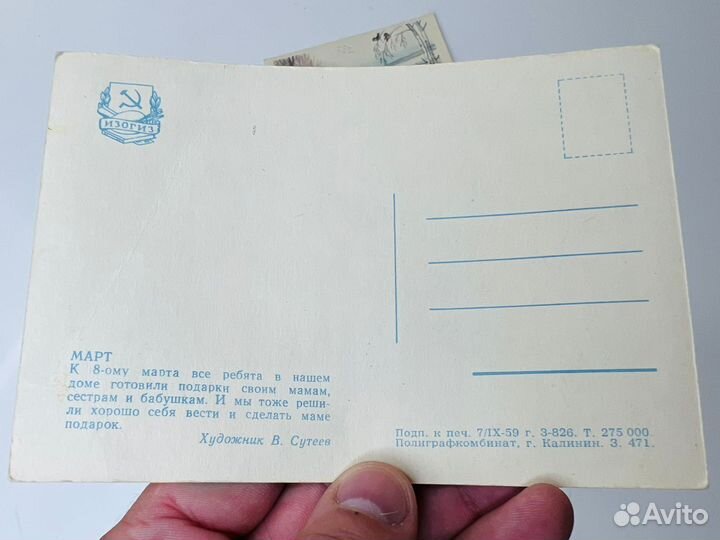 ИЗОГИЗ
МАРТ
К 8-ому марта все ребята в нашем
доме готовили подарки своим мамам,
сестрам и бабушкам. И мы тоже реши-
ли хорошо себя вести и сделать маме
подарок.
Художник В. Сутеев
Подп. к печ. 7/IX-59 г. З-826. Т. 275 000.
Полиграфкомбинат, г. Калинин. З. 471.
Avito